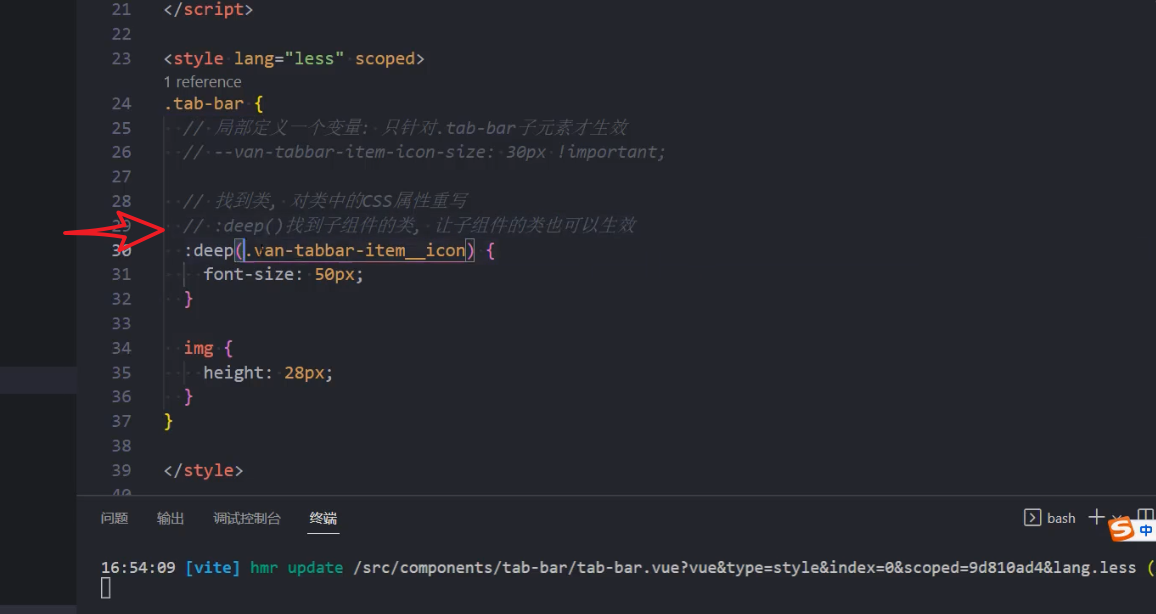 21 </script>
22
23 <style lang="less" scoped>
1 reference
24 .tab-bar {
25 // 局部定义一个变量: 只针对.tab-bar子元素才生效
26 // --van-tabbar-item-icon-size: 30px !important;
27
28 // 找到类, 对类中的CSS属性重写
29 // :deep()找到子组件的类, 让子组件的类也可以生效
30 :deep(.van-tabbar-item__icon) {
31 font-size: 50px;
32 }
33
34 img {
35 height: 28px;
36 }
37 }
38
39 </style>
40
问题 输出 调试控制台 终端 bash
S 中
16:54:09 [vite] hmr update /src/components/tab-bar/tab-bar.vue?vue&type=style&index=0&scoped=9d810ad4&lang.less (